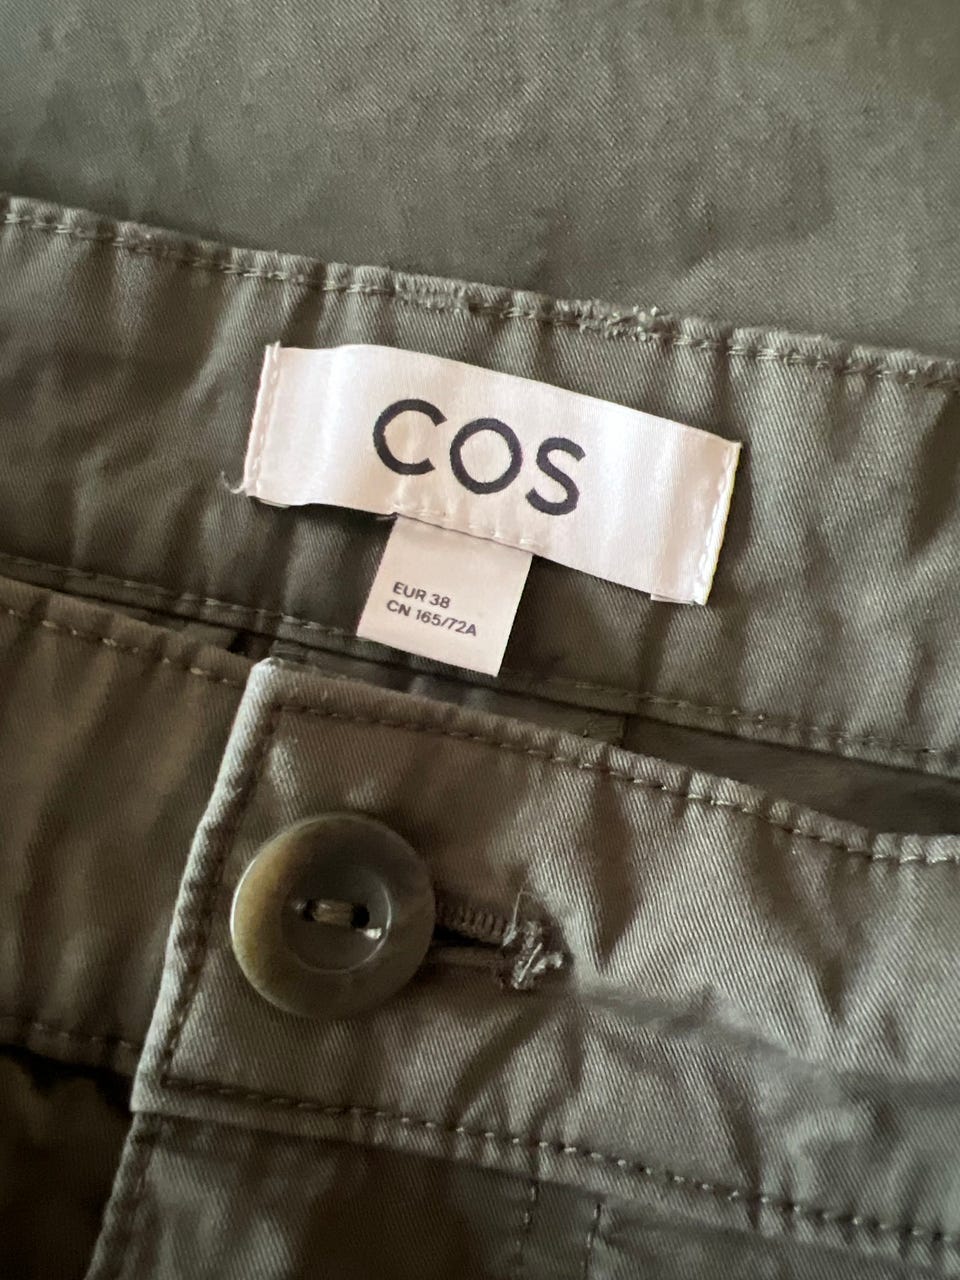 COS
EUR 38
CN 165/72A